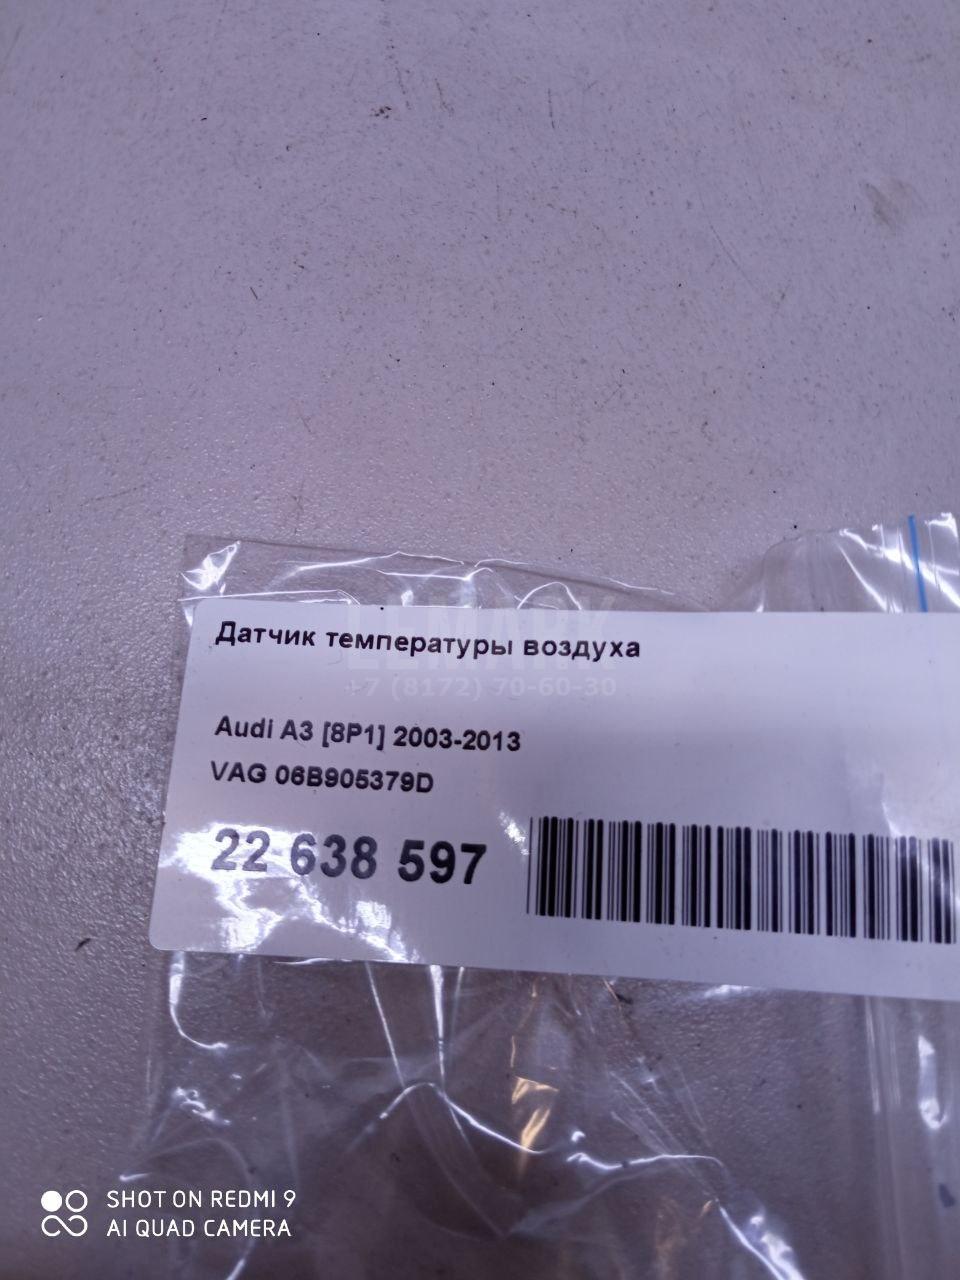 LEMARK
+7 (8172) 70-60-30
Датчик температуры воздуха
Audi A3 [8P1] 2003-2013
VAG 06B905379D
22 638 597
SHOT ON REDMI 9
AI QUAD CAMERA